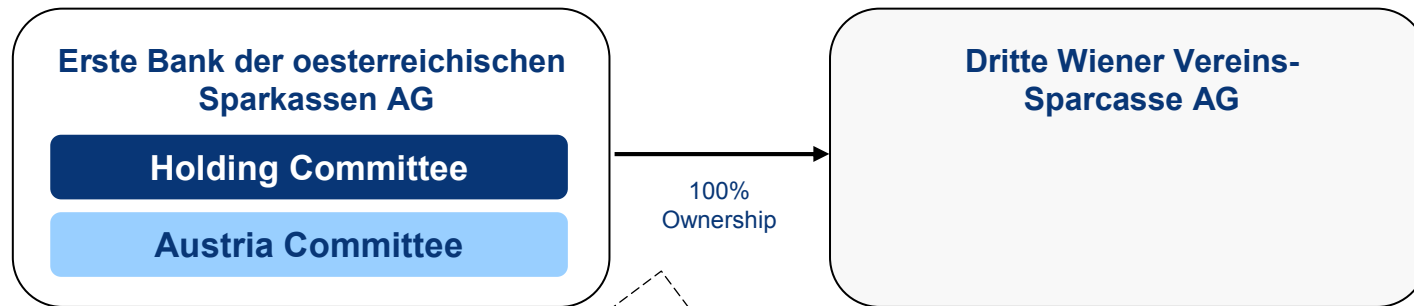 Erste Bank der oesterreichischen
Sparkassen AG
Holding Committee
Austria Committee
100%
Ownership
Dritte Wiener Vereins-
Sparcasse AG